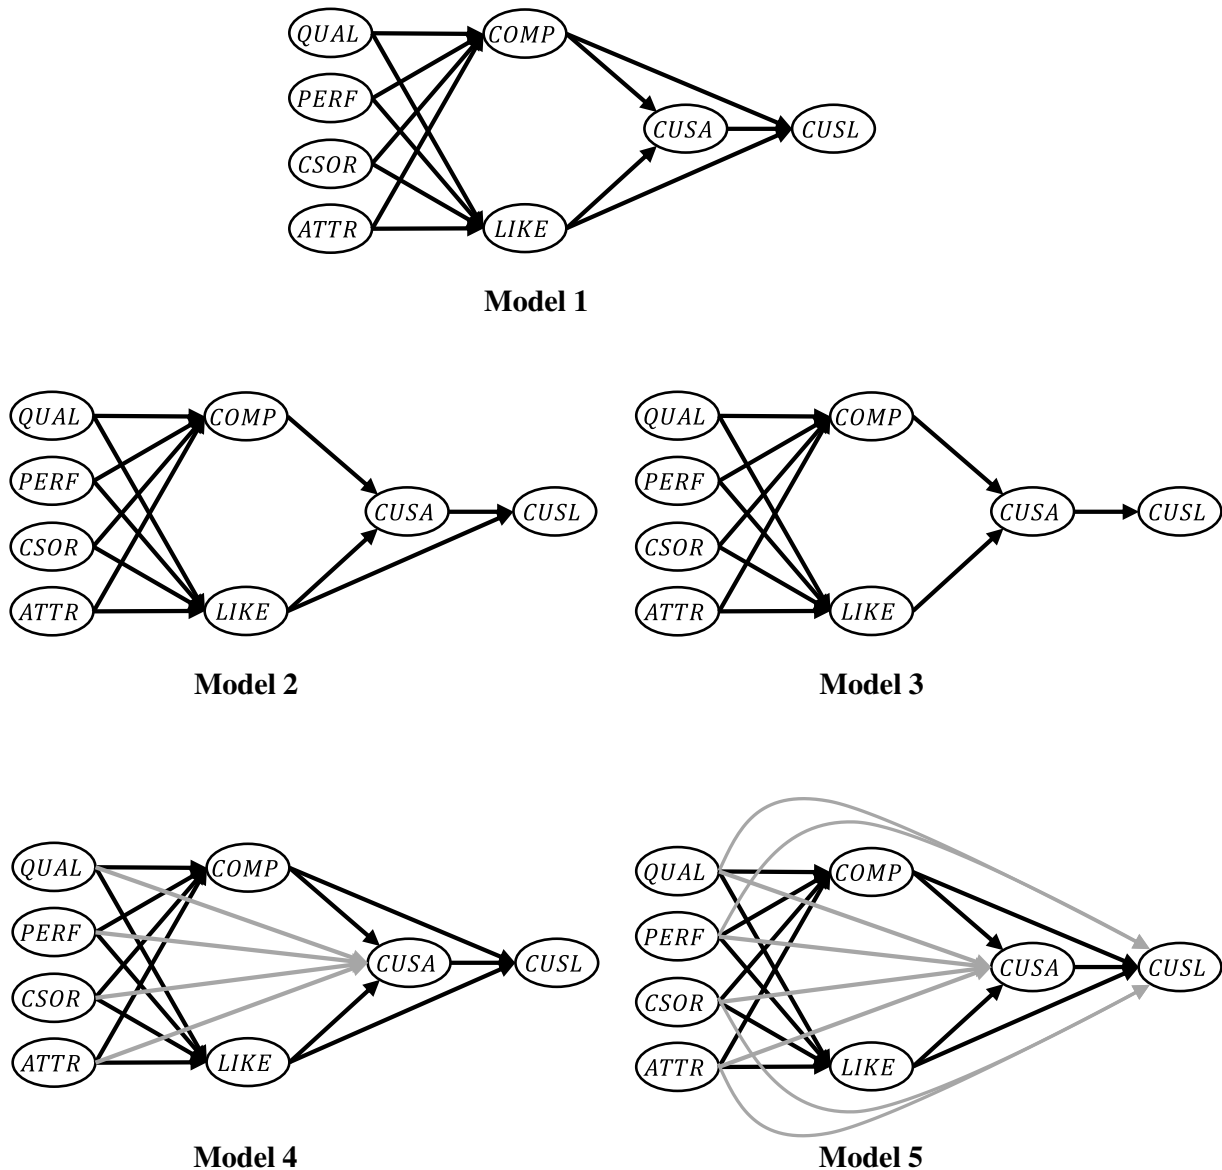 QUAL
COMP
PERF
CUSA
CUSL
CSOR
ATTR
LIKE
Model 1
QUAL
COMP
PERF
CUSA
CUSL
CSOR
ATTR
LIKE
Model 2
QUAL
COMP
PERF
CUSA
CUSL
CSOR
ATTR
LIKE
Model 3
QUAL
COMP
PERF
CUSA
CUSL
CSOR
ATTR
LIKE
Model 4
QUAL
COMP
PERF
CUSA
CUSL
CSOR
ATTR
LIKE
Model 5